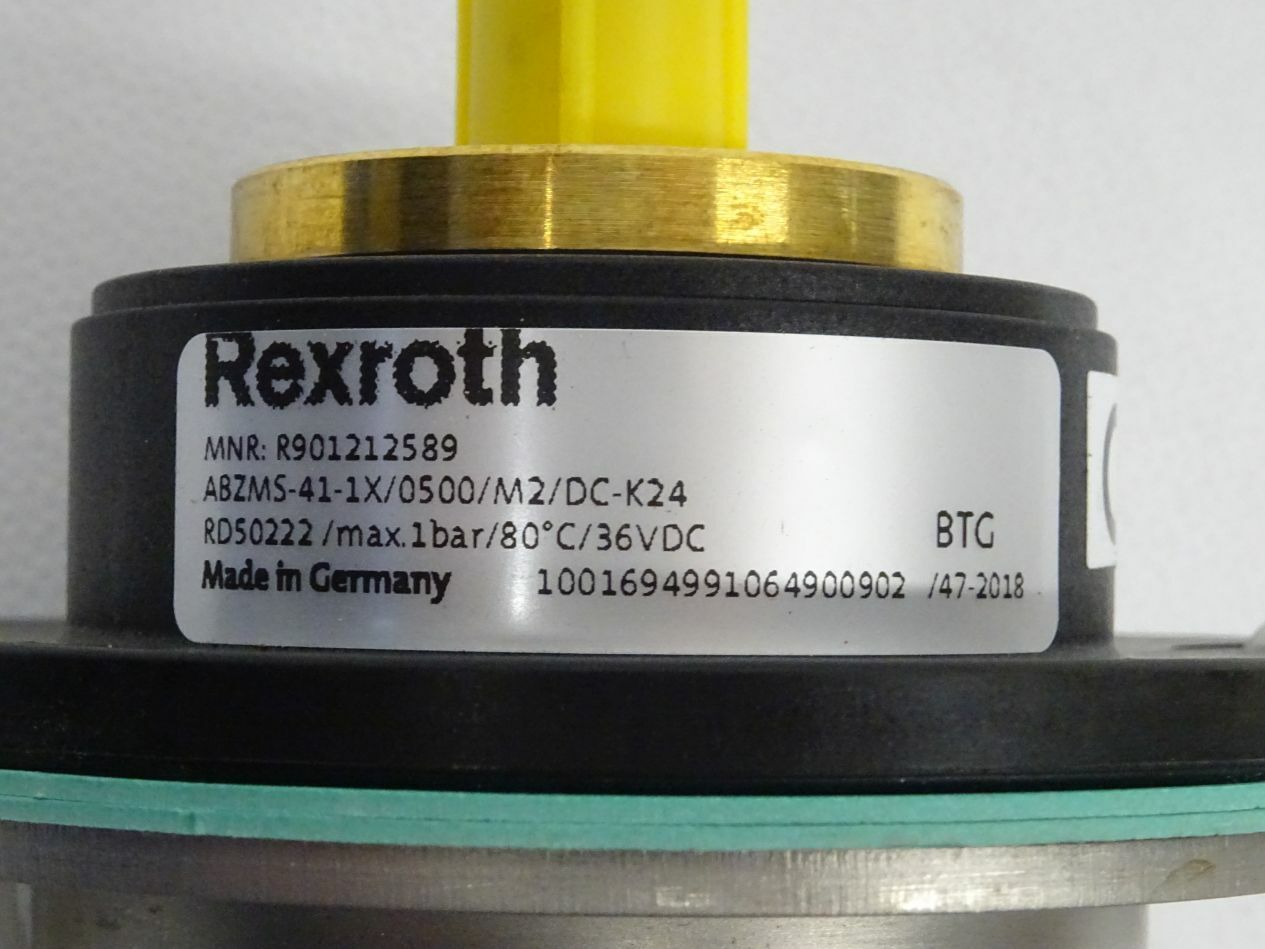 Rexroth
MNR: R901212589
ABZMS-41-1X/0500/M2/DC-K24
RD50222 /max.1bar/80°C/36VDC BTG
Made in Germany 1001694991064900902 /47-2018